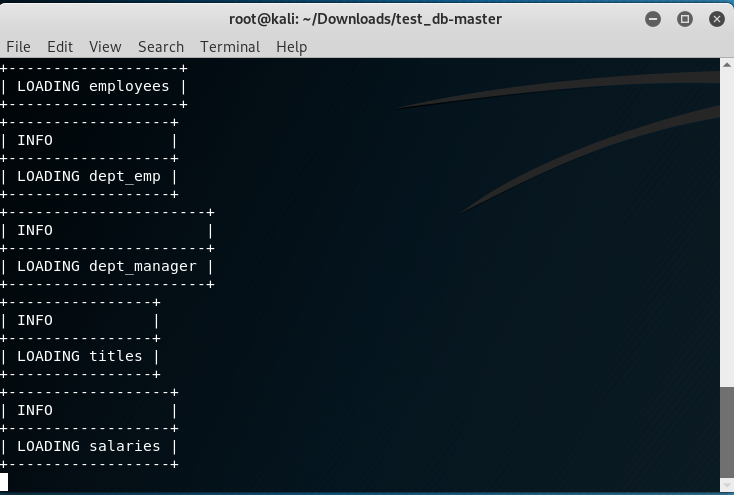 root@kali: ~/Downloads/test_db-master
File Edit View Search Terminal Help
+-------------------+
| LOADING employees |
+-------------------+
+------------------+
| INFO             |
+------------------+
| LOADING dept_emp |
+------------------+
+----------------------+
| INFO                 |
+----------------------+
| LOADING dept_manager |
+----------------------+
+----------------+
| INFO           |
+----------------+
| LOADING titles |
+----------------+
+------------------+
| INFO             |
+------------------+
| LOADING salaries |
+------------------+